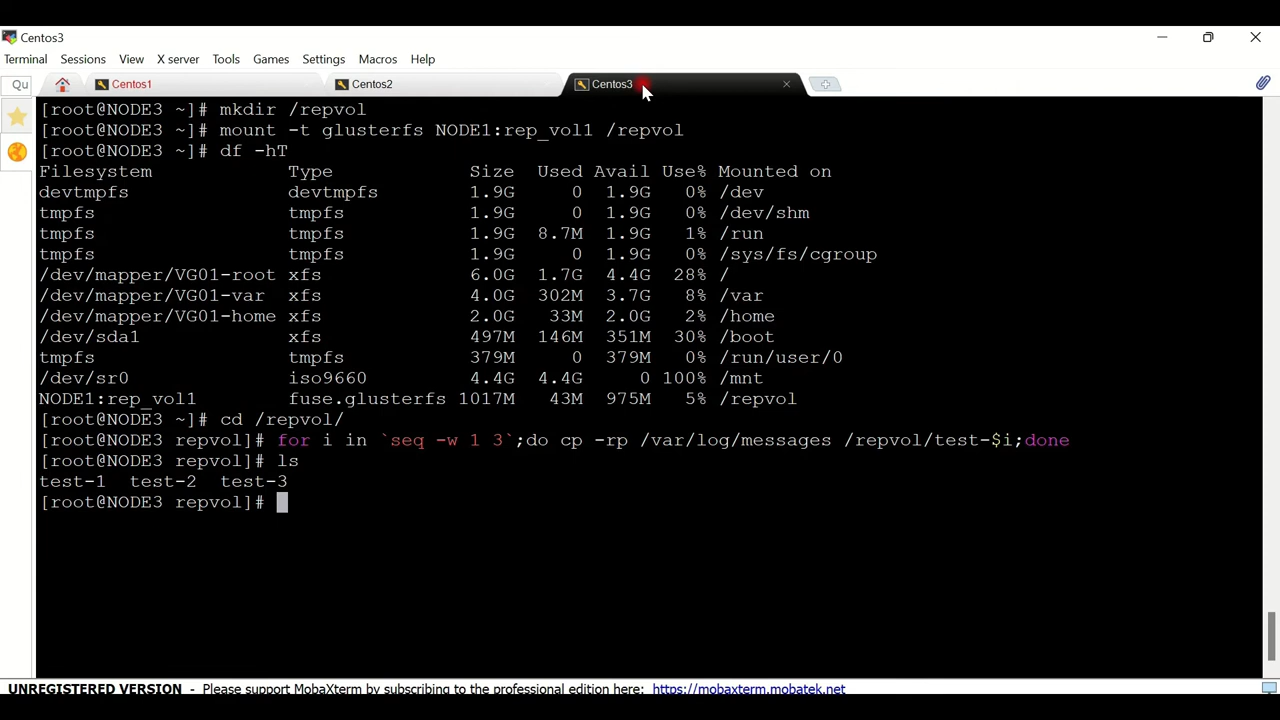 Centos3
Terminal Sessions View X server Tools Games Settings Macros Help
Qu Centos1 Centos2 Centos3
[root@NODE3 ~]# mkdir /repvol
[root@NODE3 ~]# mount -t glusterfs NODE1:rep_vol1 /repvol
[root@NODE3 ~]# df -hT
Filesystem Type Size Used Avail Use% Mounted on
devtmpfs devtmpfs 1.9G 0 1.9G 0% /dev
tmpfs tmpfs 1.9G 0 1.9G 0% /dev/shm
tmpfs tmpfs 1.9G 8.7M 1.9G 1% /run
tmpfs tmpfs 1.9G 0 1.9G 0% /sys/fs/cgroup
/dev/mapper/VG01-root xfs 6.0G 1.7G 4.4G 28% /
/dev/mapper/VG01-var xfs 4.0G 302M 3.7G 8% /var
/dev/mapper/VG01-home xfs 2.0G 33M 2.0G 2% /home
/dev/sda1 xfs 497M 146M 351M 30% /boot
tmpfs tmpfs 379M 0 379M 0% /run/user/0
/dev/sr0 iso9660 4.4G 4.4G 0 100% /mnt
NODE1:rep_vol1 fuse.glusterfs 1017M 43M 975M 5% /repvol
[root@NODE3 ~]# cd /repvol/
[root@NODE3 repvol]# for i in `seq -w 1 3`;do cp -rp /var/log/messages /repvol/test-$i;done
[root@NODE3 repvol]# ls
test-1 test-2 test-3
[root@NODE3 repvol]#
UNREGISTERED VERSION - Please support MobaXterm by subscribing to the professional edition here: https://mobaxterm.mobatek.net